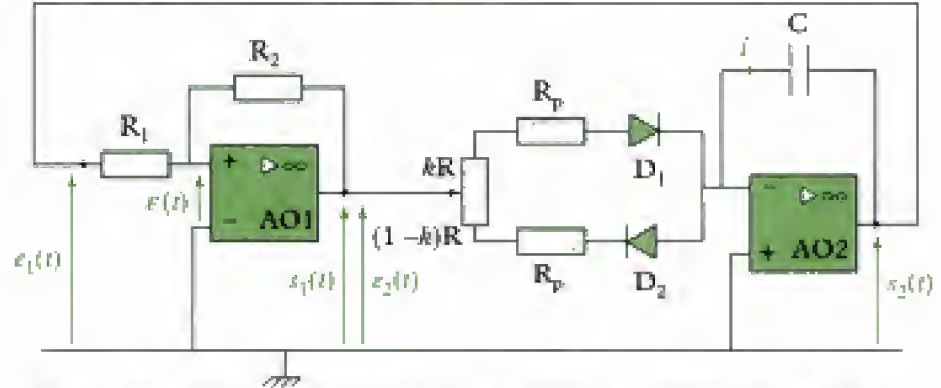 C
i
R₂
Rₚ
R₁
D₁
+
▷∞
kR
ε(t)
−
AO1
(1 – k)R
−
▷∞
e₁(t)
s₁(t)
e₂(t)
Rₚ
D₂
+
AO2
s₂(t)